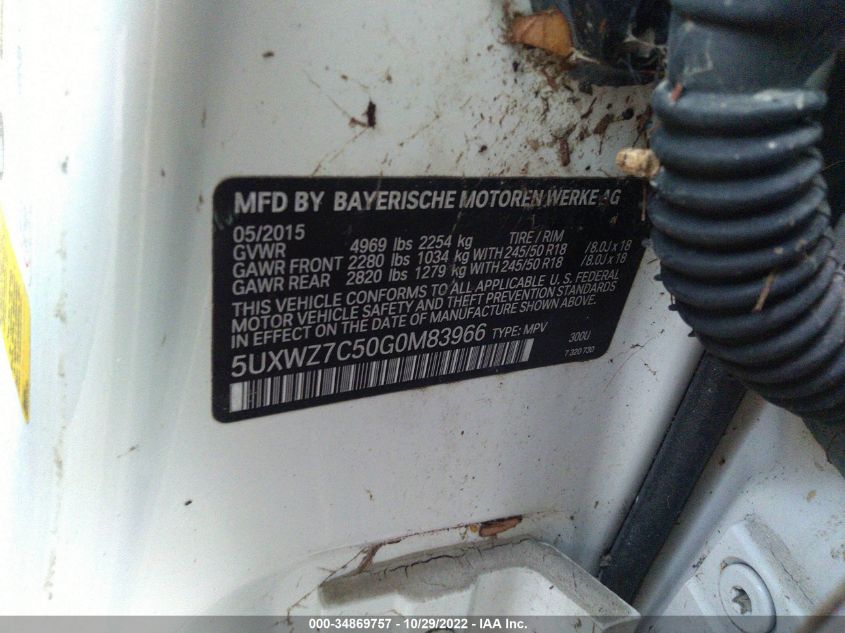 MFD BY BAYERISCHE MOTOREN WERKE AG
05/2015
GVWR 4969 lbs 2254 kg TIRE / RIM
GAWR FRONT 2280 lbs 1034 kg WITH 245/50 R18 /8.0J x 18
GAWR REAR 2820 lbs 1279 kg WITH 245/50 R18 /8.0J x 18
THIS VEHICLE CONFORMS TO ALL APPLICABLE U.S. FEDERAL
MOTOR VEHICLE SAFETY AND THEFT PREVENTION STANDARDS
IN EFFECT ON THE DATE OF MANUFACTURE SHOWN ABOVE.
5UXWZ7C50G0M83966 TYPE: MPV 300U
7 320 730
000-34869757 - 10/29/2022 - IAA Inc.